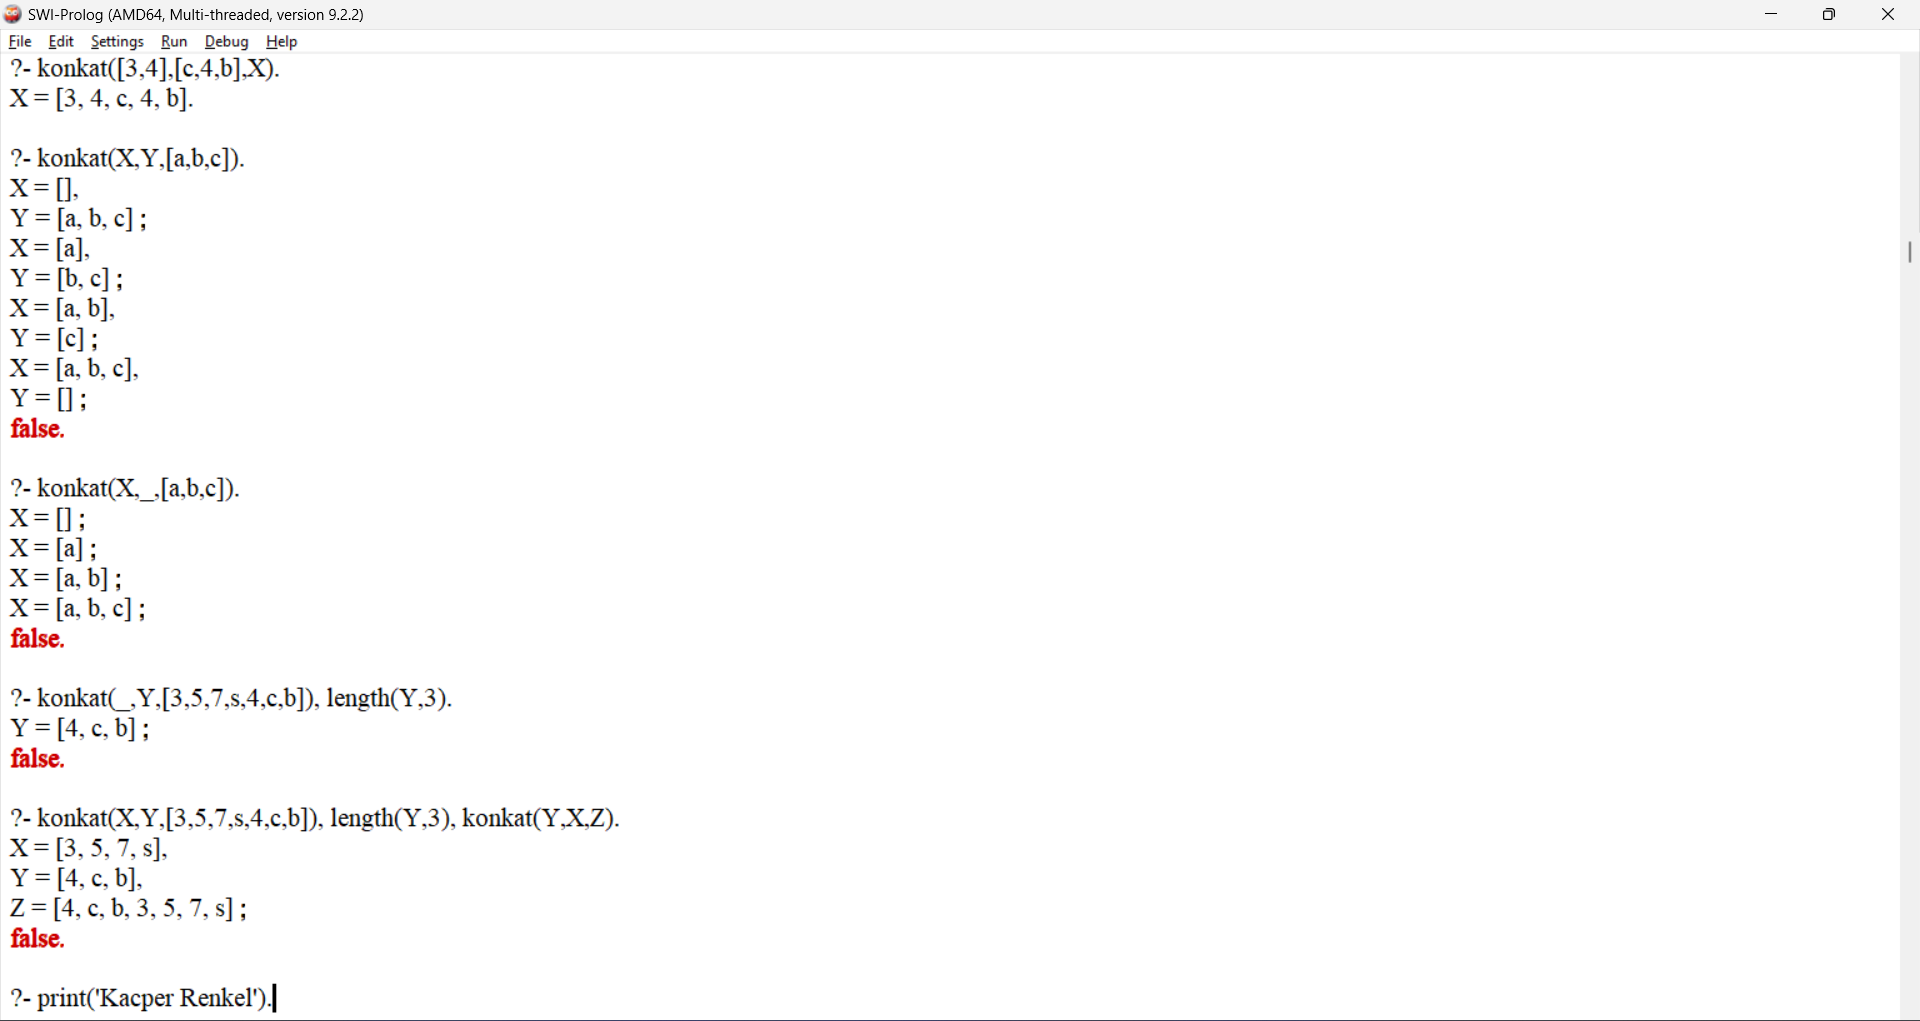 SWI-Prolog (AMD64, Multi-threaded, version 9.2.2)
File Edit Settings Run Debug Help
?- konkat([3,4],[c,4,b],X).
X = [3, 4, c, 4, b].
?- konkat(X,Y,[a,b,c]).
X = [],
Y = [a, b, c] ;
X = [a],
Y = [b, c] ;
X = [a, b],
Y = [c] ;
X = [a, b, c],
Y = [] ;
false.
?- konkat(X,_,[a,b,c]).
X = [] ;
X = [a] ;
X = [a, b] ;
X = [a, b, c] ;
false.
?- konkat(_,Y,[3,5,7,s,4,c,b]), length(Y,3).
Y = [4, c, b] ;
false.
?- konkat(X,Y,[3,5,7,s,4,c,b]), length(Y,3), konkat(Y,X,Z).
X = [3, 5, 7, s],
Y = [4, c, b],
Z = [4, c, b, 3, 5, 7, s] ;
false.
?- print('Kacper Renkel').